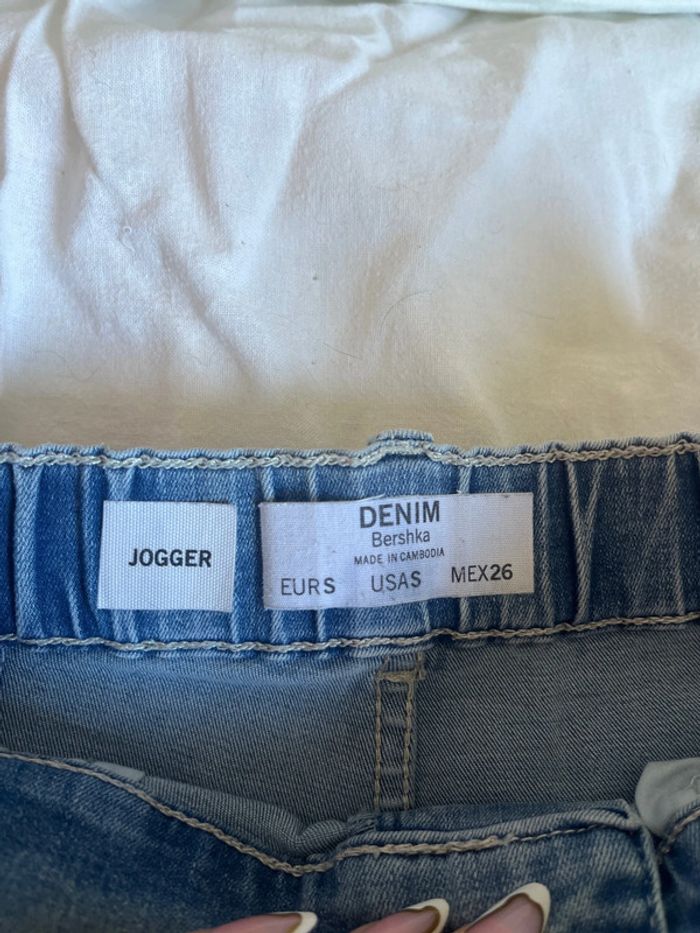 JOGGER
DENIM
Bershka
MADE IN CAMBODIA
EUR S USA S MEX 26